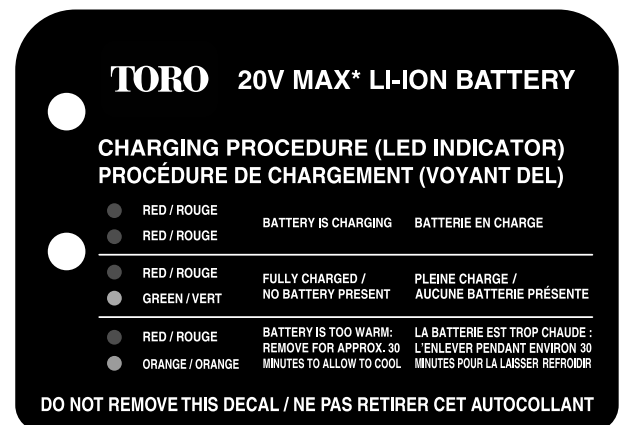 TORO 20V MAX* LI-ION BATTERY
CHARGING PROCEDURE (LED INDICATOR)
PROCÉDURE DE CHARGEMENT (VOYANT DEL)
RED / ROUGE
RED / ROUGE
BATTERY IS CHARGING
BATTERIE EN CHARGE
RED / ROUGE
GREEN / VERT
FULLY CHARGED /
NO BATTERY PRESENT
PLEINE CHARGE /
AUCUNE BATTERIE PRÉSENTE
RED / ROUGE
ORANGE / ORANGE
BATTERY IS TOO WARM:
REMOVE FOR APPROX. 30
MINUTES TO ALLOW TO COOL
LA BATTERIE EST TROP CHAUDE :
L'ENLEVER PENDANT ENVIRON 30
MINUTES POUR LA LAISSER REFROIDIR
DO NOT REMOVE THIS DECAL / NE PAS RETIRER CET AUTOCOLLANT